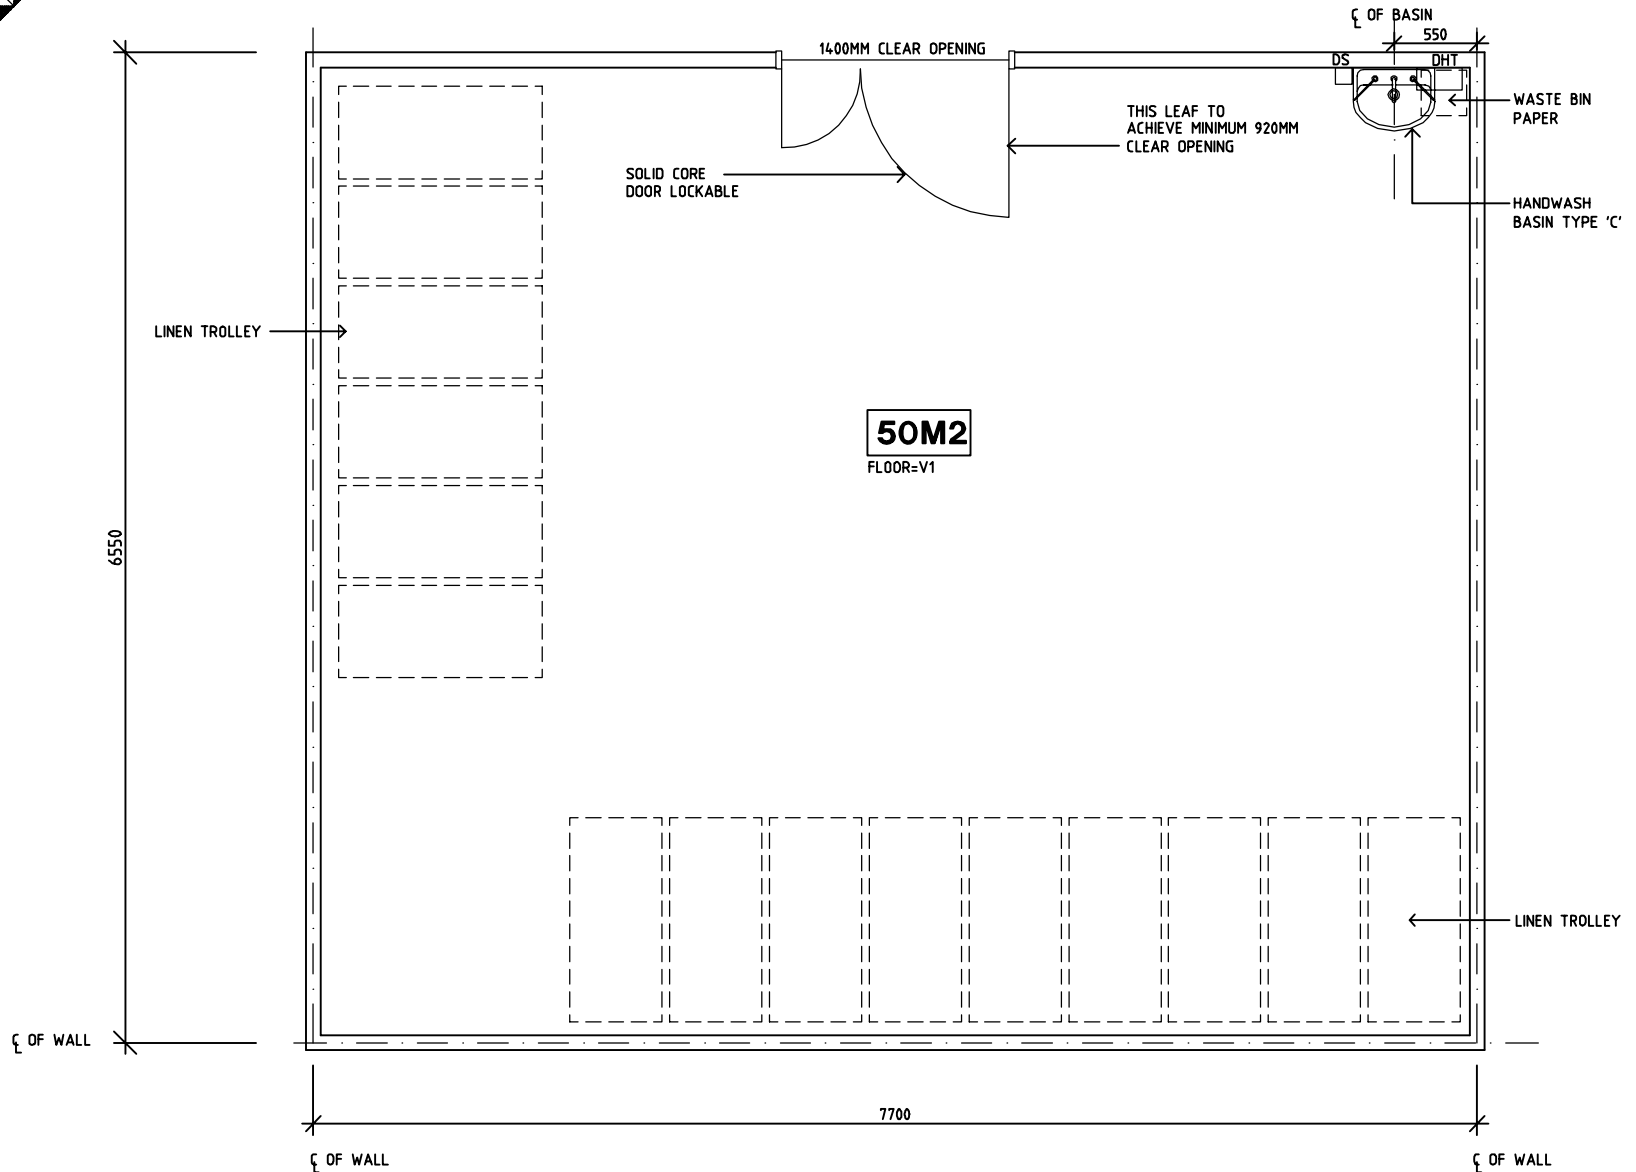 ℄ OF BASIN
550
1400MM CLEAR OPENING
DS
DHT
WASTE BIN
PAPER
THIS LEAF TO
ACHIEVE MINIMUM 920MM
CLEAR OPENING
SOLID CORE
DOOR LOCKABLE
HANDWASH
BASIN TYPE 'C'
LINEN TROLLEY
50M2
FLOOR=V1
6550
LINEN TROLLEY
℄ OF WALL
7700
℄ OF WALL
℄ OF WALL